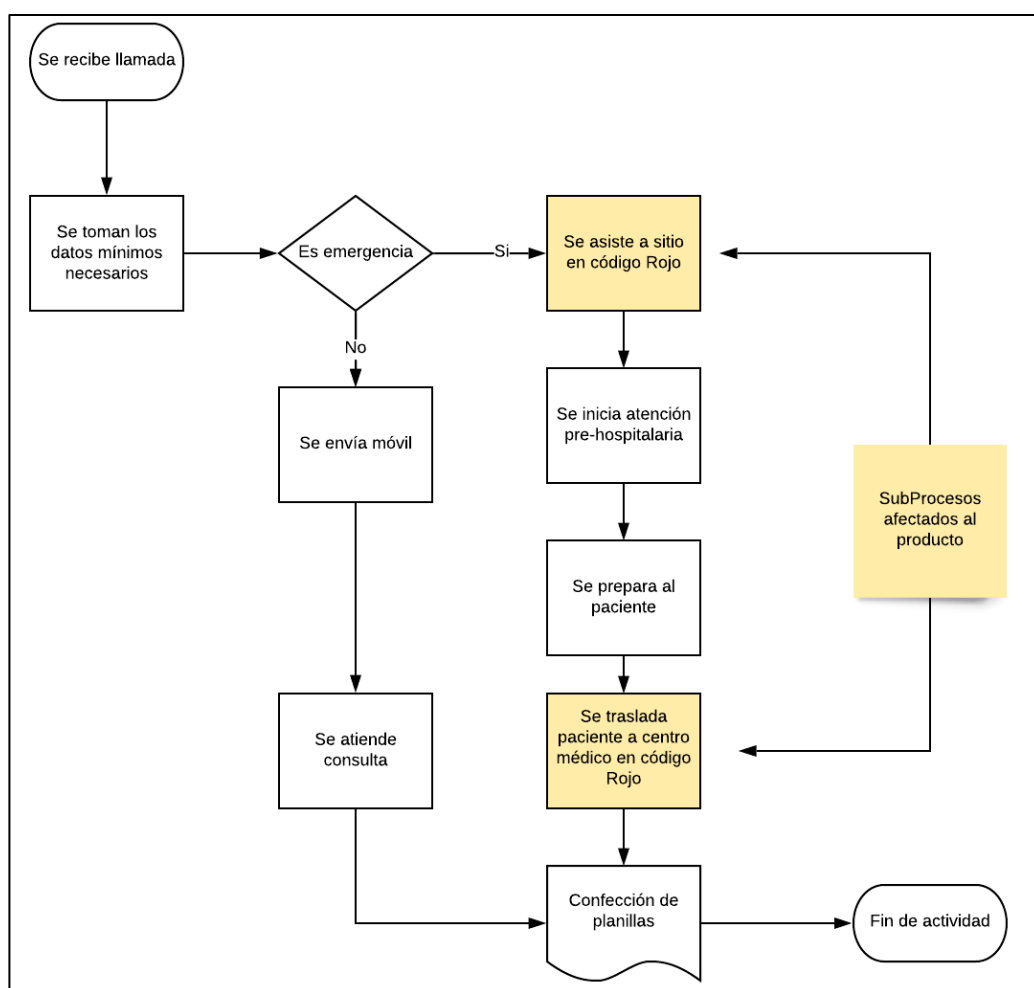 Se recibe llamada
Se toman los
datos mínimos
necesarios
Es emergencia
Si
Se asiste a sitio
en código Rojo
No
Se envía móvil
Se inicia atención
pre-hospitalaria
SubProcesos
afectados al
producto
Se prepara al
paciente
Se atiende
consulta
Se traslada
paciente a centro
médico en código
Rojo
Confección de
planillas
Fin de actividad